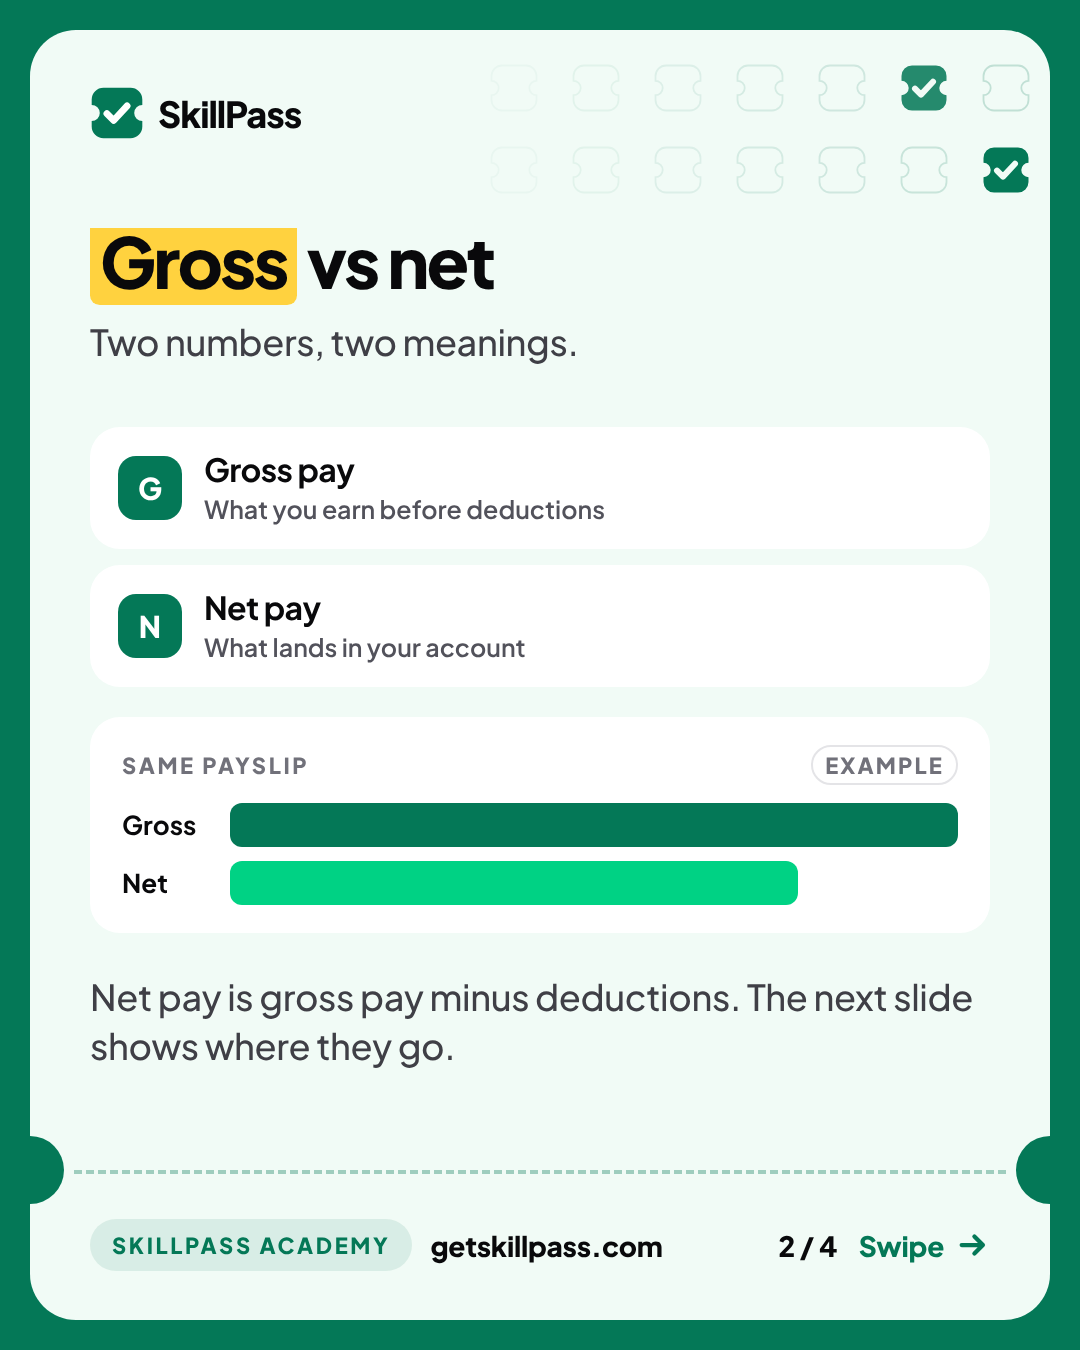 SkillPass
Gross vs net
Two numbers, two meanings.
G
Gross pay
What you earn before deductions
N
Net pay
What lands in your account
SAME PAYSLIP
EXAMPLE
Gross
Net
Net pay is gross pay minus deductions. The next slide
shows where they go.
SKILLPASS ACADEMY
getskillpass.com
2 / 4
Swipe →